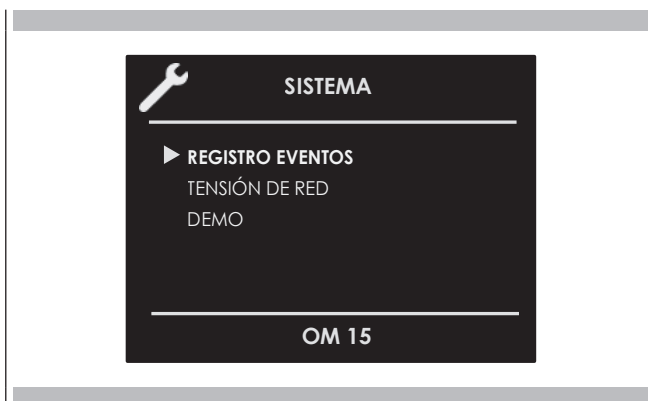 SISTEMA
REGISTRO EVENTOS
TENSIÓN DE RED
DEMO
OM 15